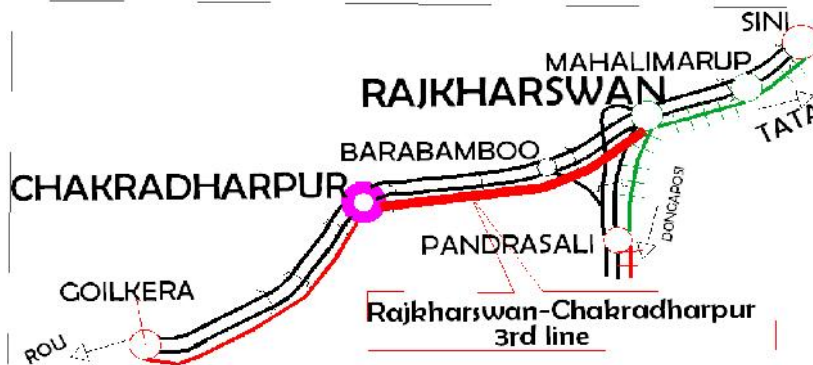 SINI
MAHALIMARUP
RAJKHARSWAN
TATA
BARABAMBOO
CHAKRADHARPUR
DONGAPOSI
PANDRASALI
GOILKERA
Rajkharswan-Chakradharpur
3rd line
ROU